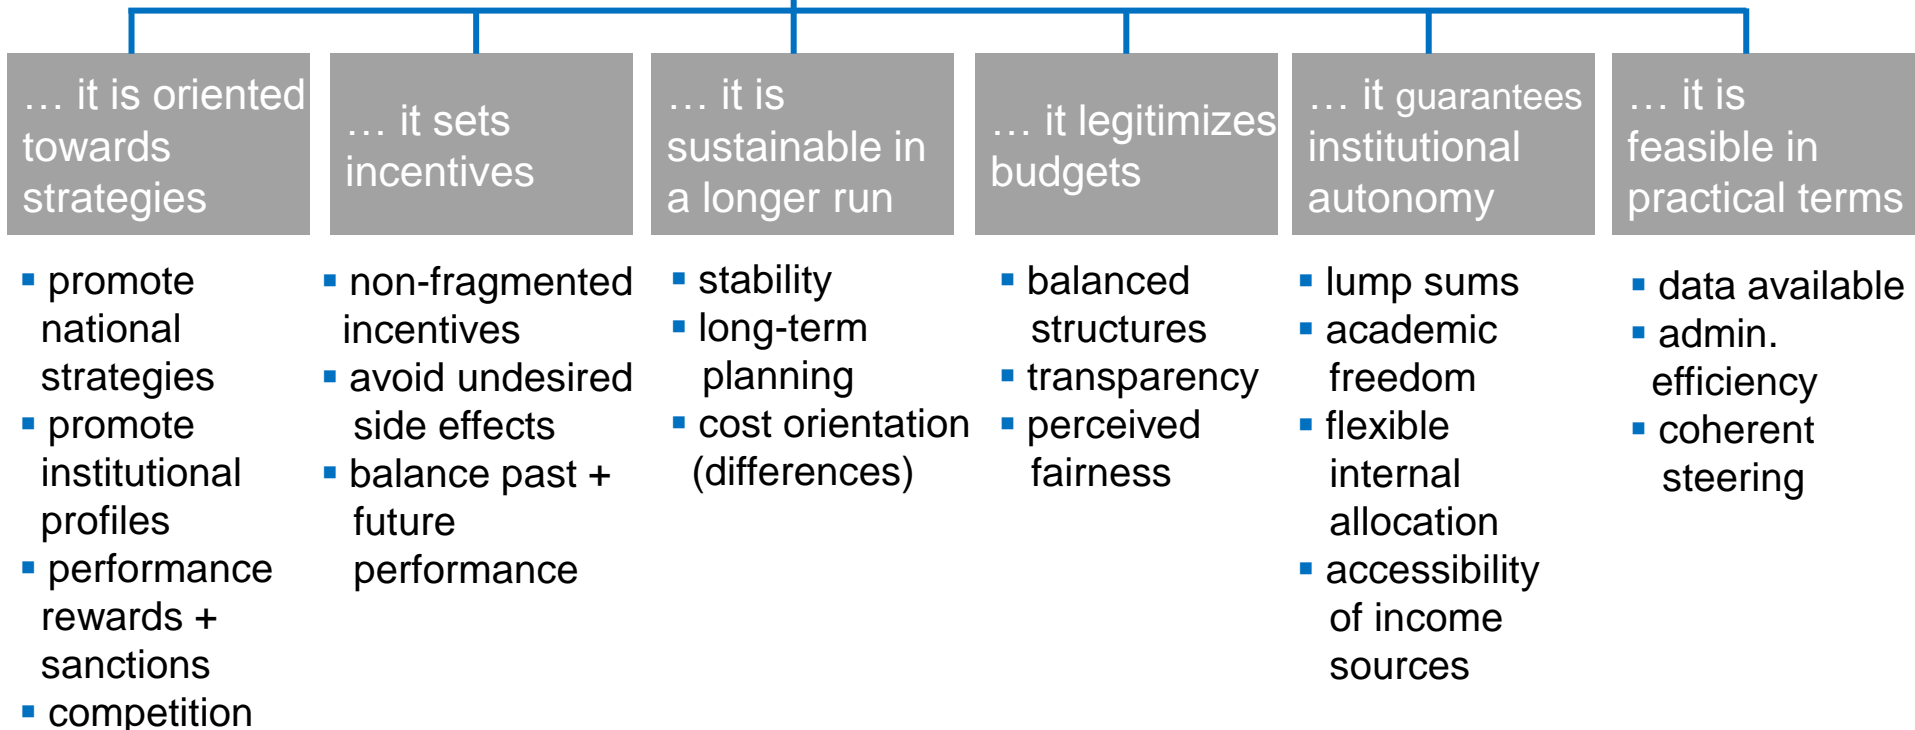 … it is oriented
towards
strategies
▪ promote
national
strategies
▪ promote
institutional
profiles
▪ performance
rewards +
sanctions
▪ competition
… it sets
incentives
▪ non-fragmented
incentives
▪ avoid undesired
side effects
▪ balance past +
future
performance
… it is
sustainable in
a longer run
▪ stability
▪ long-term
planning
▪ cost orientation
(differences)
… it legitimizes
budgets
▪ balanced
structures
▪ transparency
▪ perceived
fairness
… it guarantees
institutional
autonomy
▪ lump sums
▪ academic
freedom
▪ flexible
internal
allocation
▪ accessibility
of income
sources
… it is
feasible in
practical terms
▪ data available
▪ admin.
efficiency
▪ coherent
steering